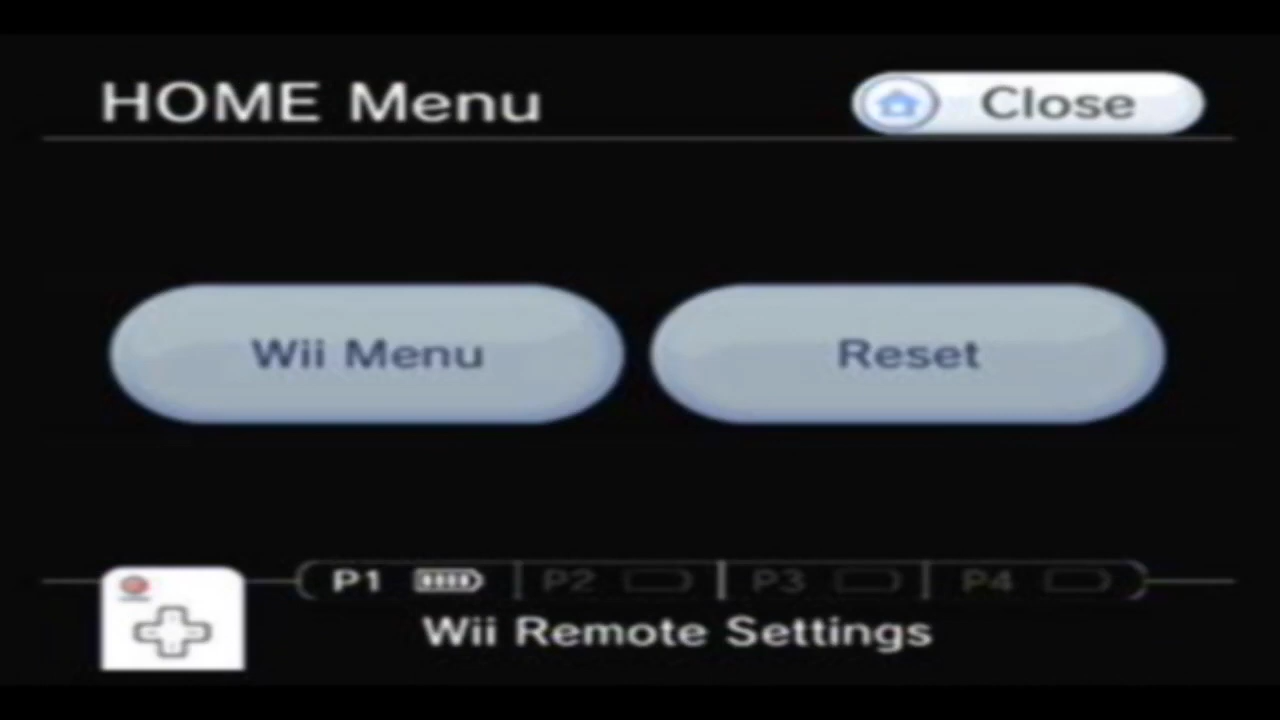 HOME Menu
Close
Wii Menu
Reset
P1 P2 P3 P4
Wii Remote Settings